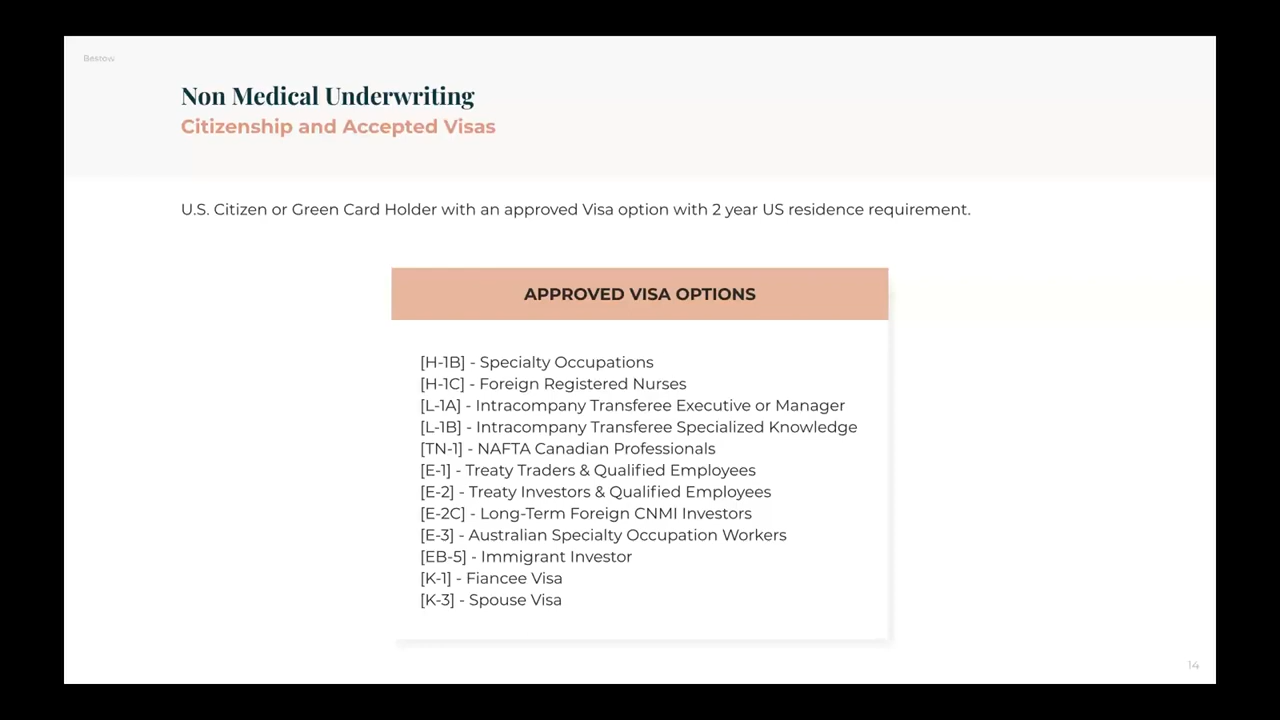 Bestow
Non Medical Underwriting
Citizenship and Accepted Visas
U.S. Citizen or Green Card Holder with an approved Visa option with 2 year US residence requirement.
APPROVED VISA OPTIONS
[H-1B] - Specialty Occupations
[H-1C] - Foreign Registered Nurses
[L-1A] - Intracompany Transferee Executive or Manager
[L-1B] - Intracompany Transferee Specialized Knowledge
[TN-1] - NAFTA Canadian Professionals
[E-1] - Treaty Traders & Qualified Employees
[E-2] - Treaty Investors & Qualified Employees
[E-2C] - Long-Term Foreign CNMI Investors
[E-3] - Australian Specialty Occupation Workers
[EB-5] - Immigrant Investor
[K-1] - Fiancee Visa
[K-3] - Spouse Visa
14